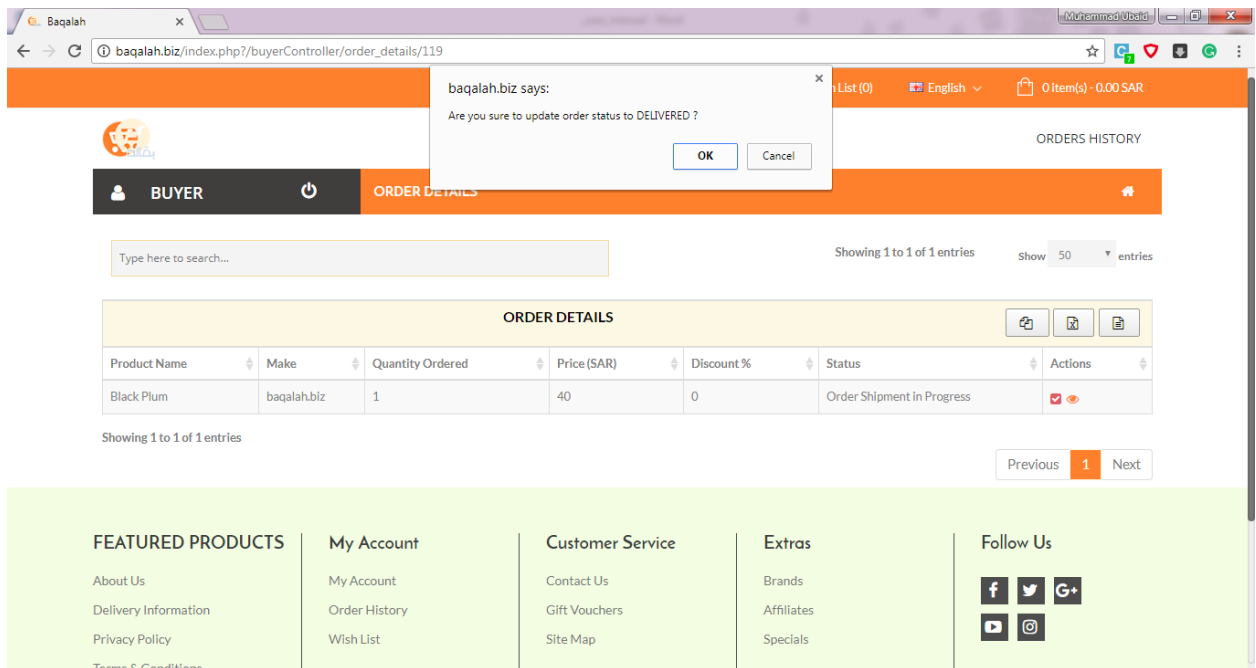 Baqalah
Muhammad Ubaid
baqalah.biz/index.php?/buyerController/order_details/119
baqalah.biz says:
Are you sure to update order status to DELIVERED ?
OK
Cancel
List (0)
English
0 item(s) - 0.00 SAR
بقالة
ORDERS HISTORY
BUYER
ORDER DETAILS
Type here to search...
Showing 1 to 1 of 1 entries
Show 50 entries
ORDER DETAILS
Product Name Make Quantity Ordered Price (SAR) Discount % Status Actions
Black Plum baqalah.biz 1 40 0 Order Shipment in Progress
Showing 1 to 1 of 1 entries
Previous 1 Next
FEATURED PRODUCTS
About Us
Delivery Information
Privacy Policy
Terms & Conditions
My Account
My Account
Order History
Wish List
Customer Service
Contact Us
Gift Vouchers
Site Map
Extras
Brands
Affiliates
Specials
Follow Us